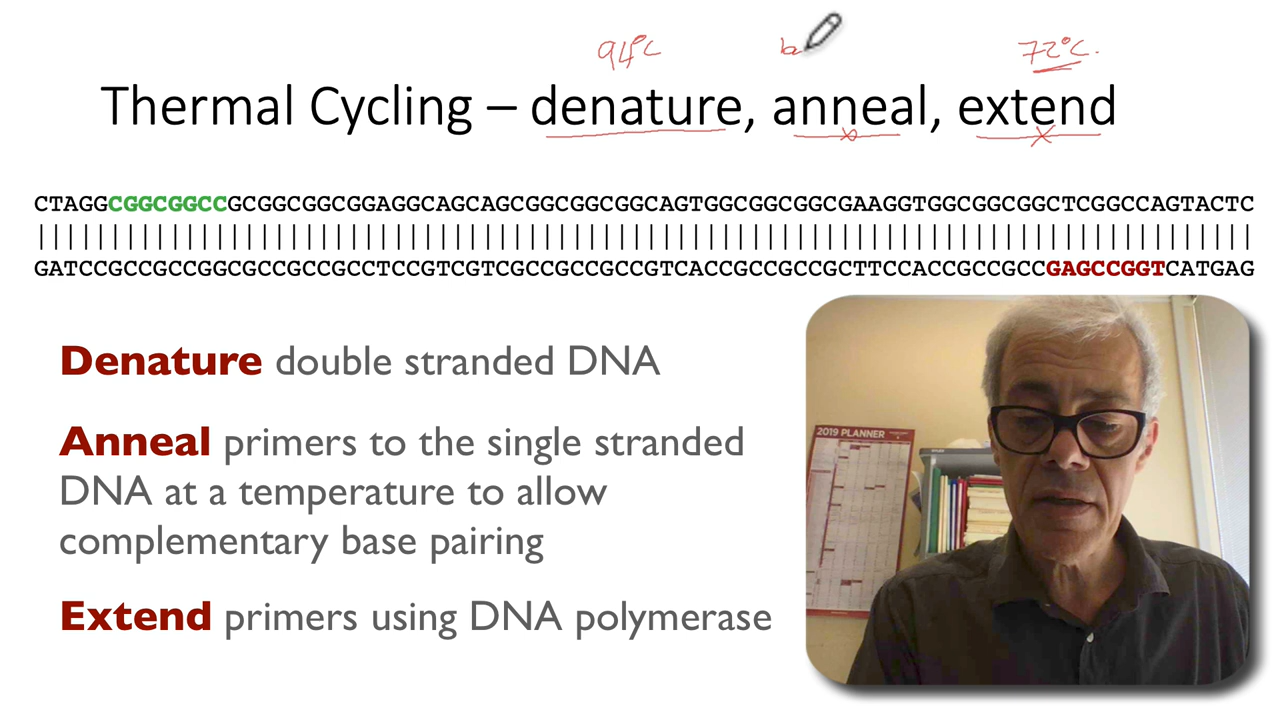 94°C 72°C.
Thermal Cycling – denature, anneal, extend
CTAGGCGGCGGCCGCGGCGGCGGAGGCAGCAGCGGCGGCGGCAGTGGCGGCGGCGAAGGTGGCGGCGGCTCGGCCAGTACTC
GATCCGCCGCCGGCGCCGCCGCCTCCGTCGTCGCCGCCGCCGTCACCGCCGCCGCTTCCACCGCCGCCGAGCCGGTCATGAG
Denature double stranded DNA
Anneal primers to the single stranded
DNA at a temperature to allow
complementary base pairing
Extend primers using DNA polymerase
2019 PLANNER